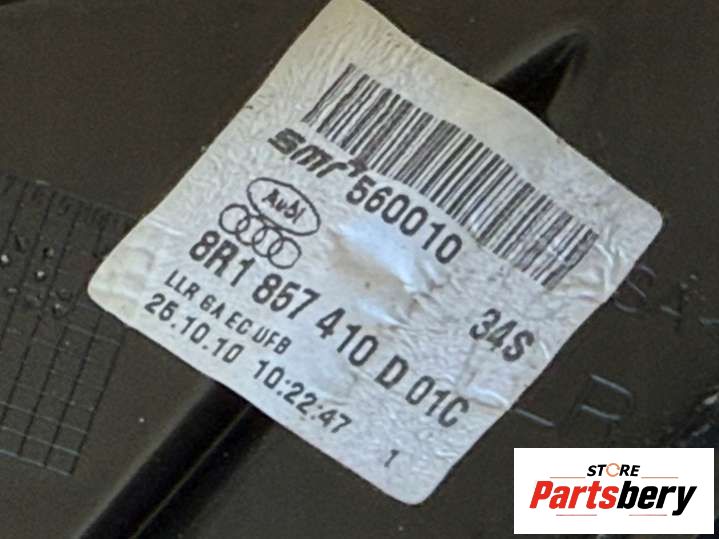 smr
560010
Audi
34S
8R1 857 410 D 01C
LLR 6A EC UFB
25.10.10 10:22:47 1
STORE
Partsbery